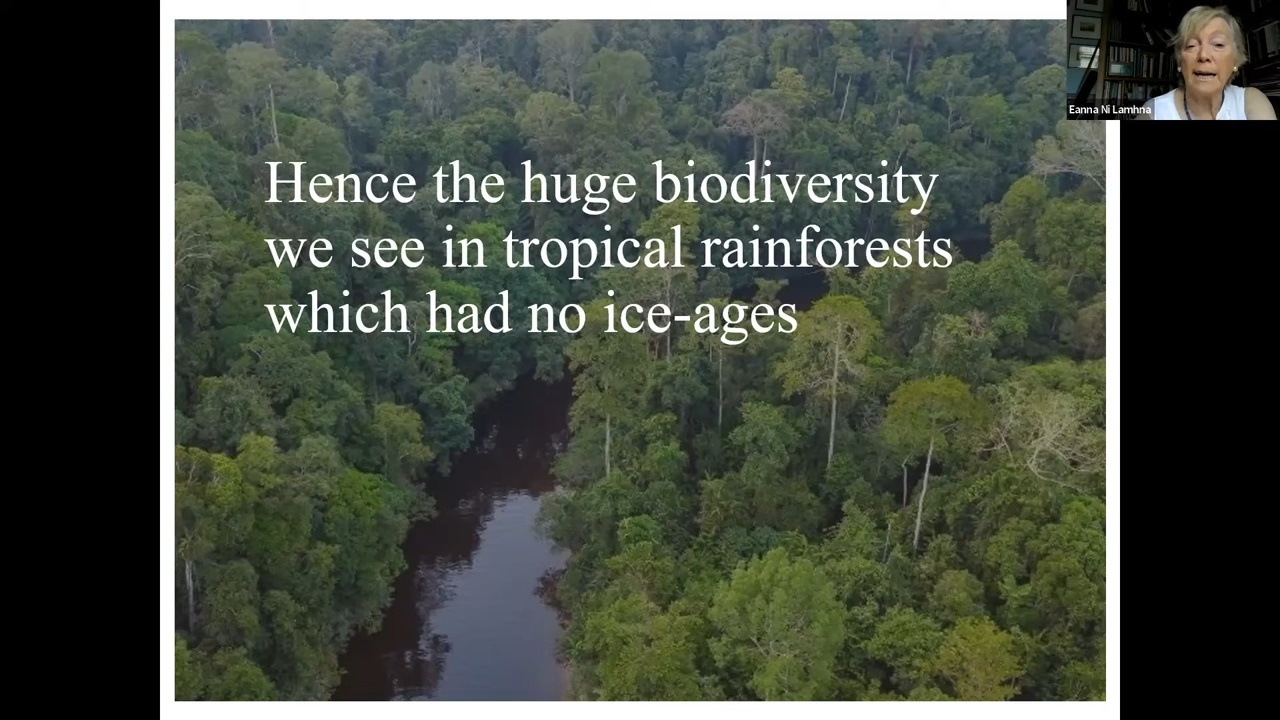 Hence the huge biodiversity
we see in tropical rainforests
which had no ice-ages
Eanna Ni Lamhna